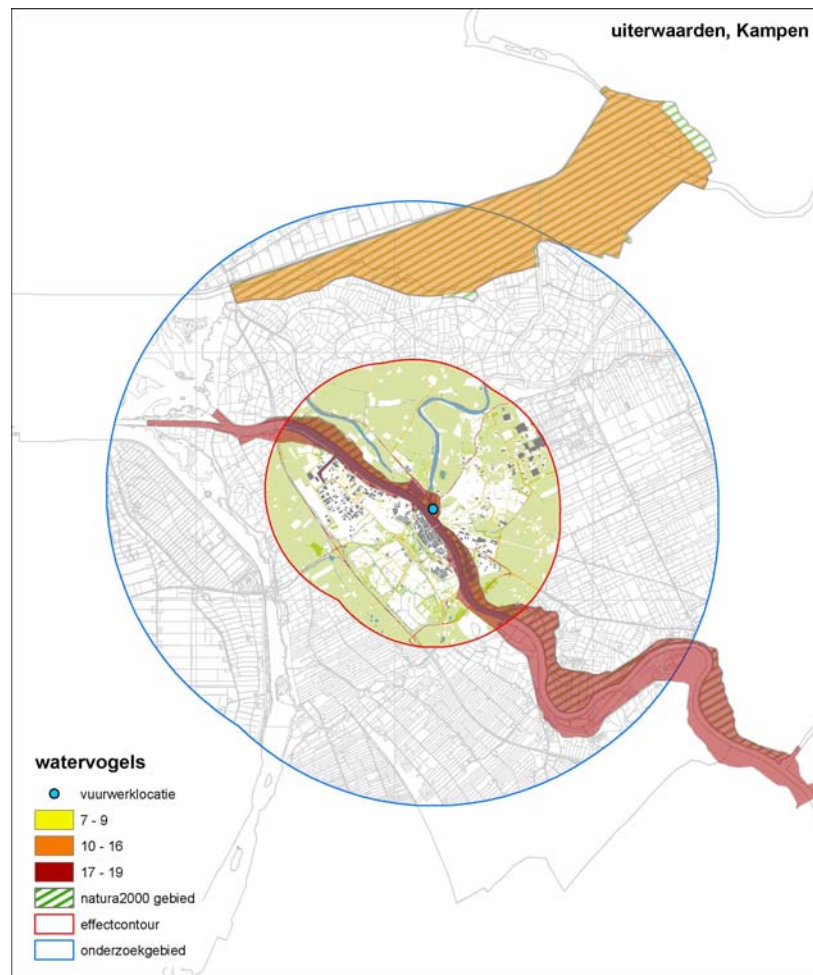 uiterwaarden, Kampen
watervogels
vuurwerklocatie
7 - 9
10 - 16
17 - 19
natura2000 gebied
effectcontour
onderzoekgebied